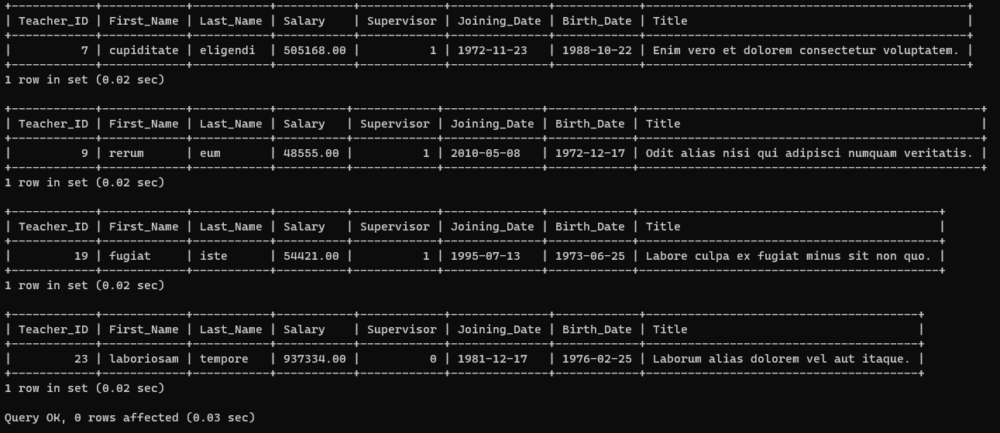 +------------+------------+-----------+-----------+------------+--------------+------------+----------------------------------------------+
| Teacher_ID | First_Name | Last_Name | Salary    | Supervisor | Joining_Date | Birth_Date | Title                                        |
+------------+------------+-----------+-----------+------------+--------------+------------+----------------------------------------------+
|          7 | cupiditate | eligendi  | 505168.00 |          1 | 1972-11-23   | 1988-10-22 | Enim vero et dolorem consectetur voluptatem. |
+------------+------------+-----------+-----------+------------+--------------+------------+----------------------------------------------+
1 row in set (0.02 sec)

+------------+------------+-----------+----------+------------+--------------+------------+-------------------------------------------------+
| Teacher_ID | First_Name | Last_Name | Salary   | Supervisor | Joining_Date | Birth_Date | Title                                           |
+------------+------------+-----------+----------+------------+--------------+------------+-------------------------------------------------+
|          9 | rerum      | eum       | 48555.00 |          1 | 2010-05-08   | 1972-12-17 | Odit alias nisi qui adipisci numquam veritatis. |
+------------+------------+-----------+----------+------------+--------------+------------+-------------------------------------------------+
1 row in set (0.02 sec)

+------------+------------+-----------+----------+------------+--------------+------------+-------------------------------------------+
| Teacher_ID | First_Name | Last_Name | Salary   | Supervisor | Joining_Date | Birth_Date | Title                                     |
+------------+------------+-----------+----------+------------+--------------+------------+-------------------------------------------+
|         19 | fugiat     | iste      | 54421.00 |          1 | 1995-07-13   | 1973-06-25 | Labore culpa ex fugiat minus sit non quo. |
+------------+------------+-----------+----------+------------+--------------+------------+-------------------------------------------+
1 row in set (0.02 sec)

+------------+------------+-----------+-----------+------------+--------------+------------+---------------------------------------+
| Teacher_ID | First_Name | Last_Name | Salary    | Supervisor | Joining_Date | Birth_Date | Title                                 |
+------------+------------+-----------+-----------+------------+--------------+------------+---------------------------------------+
|         23 | laboriosam | tempore   | 937334.00 |          0 | 1981-12-17   | 1976-02-25 | Laborum alias dolorem vel aut itaque. |
+------------+------------+-----------+-----------+------------+--------------+------------+---------------------------------------+
1 row in set (0.02 sec)

Query OK, 0 rows affected (0.03 sec)